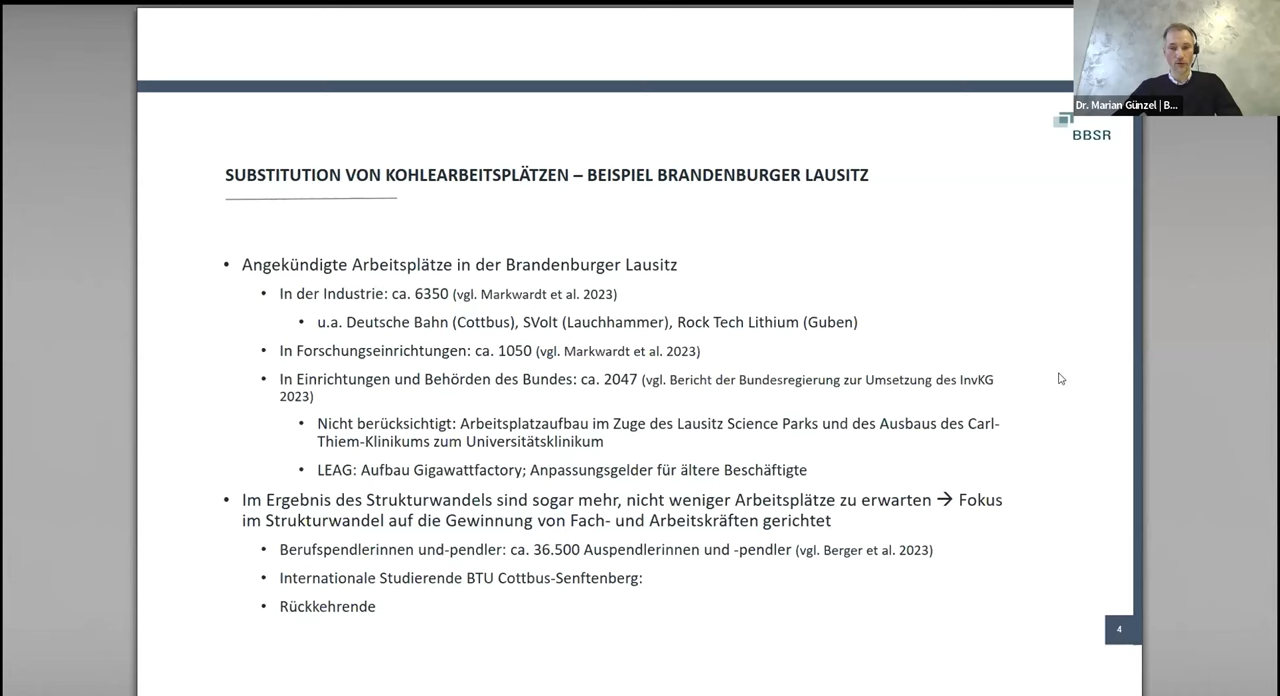 Dr. Marian Günzel | B...
BBSR
SUBSTITUTION VON KOHLEARBEITSPLÄTZEN – BEISPIEL BRANDENBURGER LAUSITZ
• Angekündigte Arbeitsplätze in der Brandenburger Lausitz
• In der Industrie: ca. 6350 (vgl. Markwardt et al. 2023)
• u.a. Deutsche Bahn (Cottbus), SVolt (Lauchhammer), Rock Tech Lithium (Guben)
• In Forschungseinrichtungen: ca. 1050 (vgl. Markwardt et al. 2023)
• In Einrichtungen und Behörden des Bundes: ca. 2047 (vgl. Bericht der Bundesregierung zur Umsetzung des InvKG
2023)
• Nicht berücksichtigt: Arbeitsplatzaufbau im Zuge des Lausitz Science Parks und des Ausbaus des Carl-
Thiem-Klinikums zum Universitätsklinikum
• LEAG: Aufbau Gigawattfactory; Anpassungsgelder für ältere Beschäftigte
• Im Ergebnis des Strukturwandels sind sogar mehr, nicht weniger Arbeitsplätze zu erwarten → Fokus
im Strukturwandel auf die Gewinnung von Fach- und Arbeitskräften gerichtet
• Berufspendlerinnen und-pendler: ca. 36.500 Auspendlerinnen und -pendler (vgl. Berger et al. 2023)
• Internationale Studierende BTU Cottbus-Senftenberg:
• Rückkehrende
4